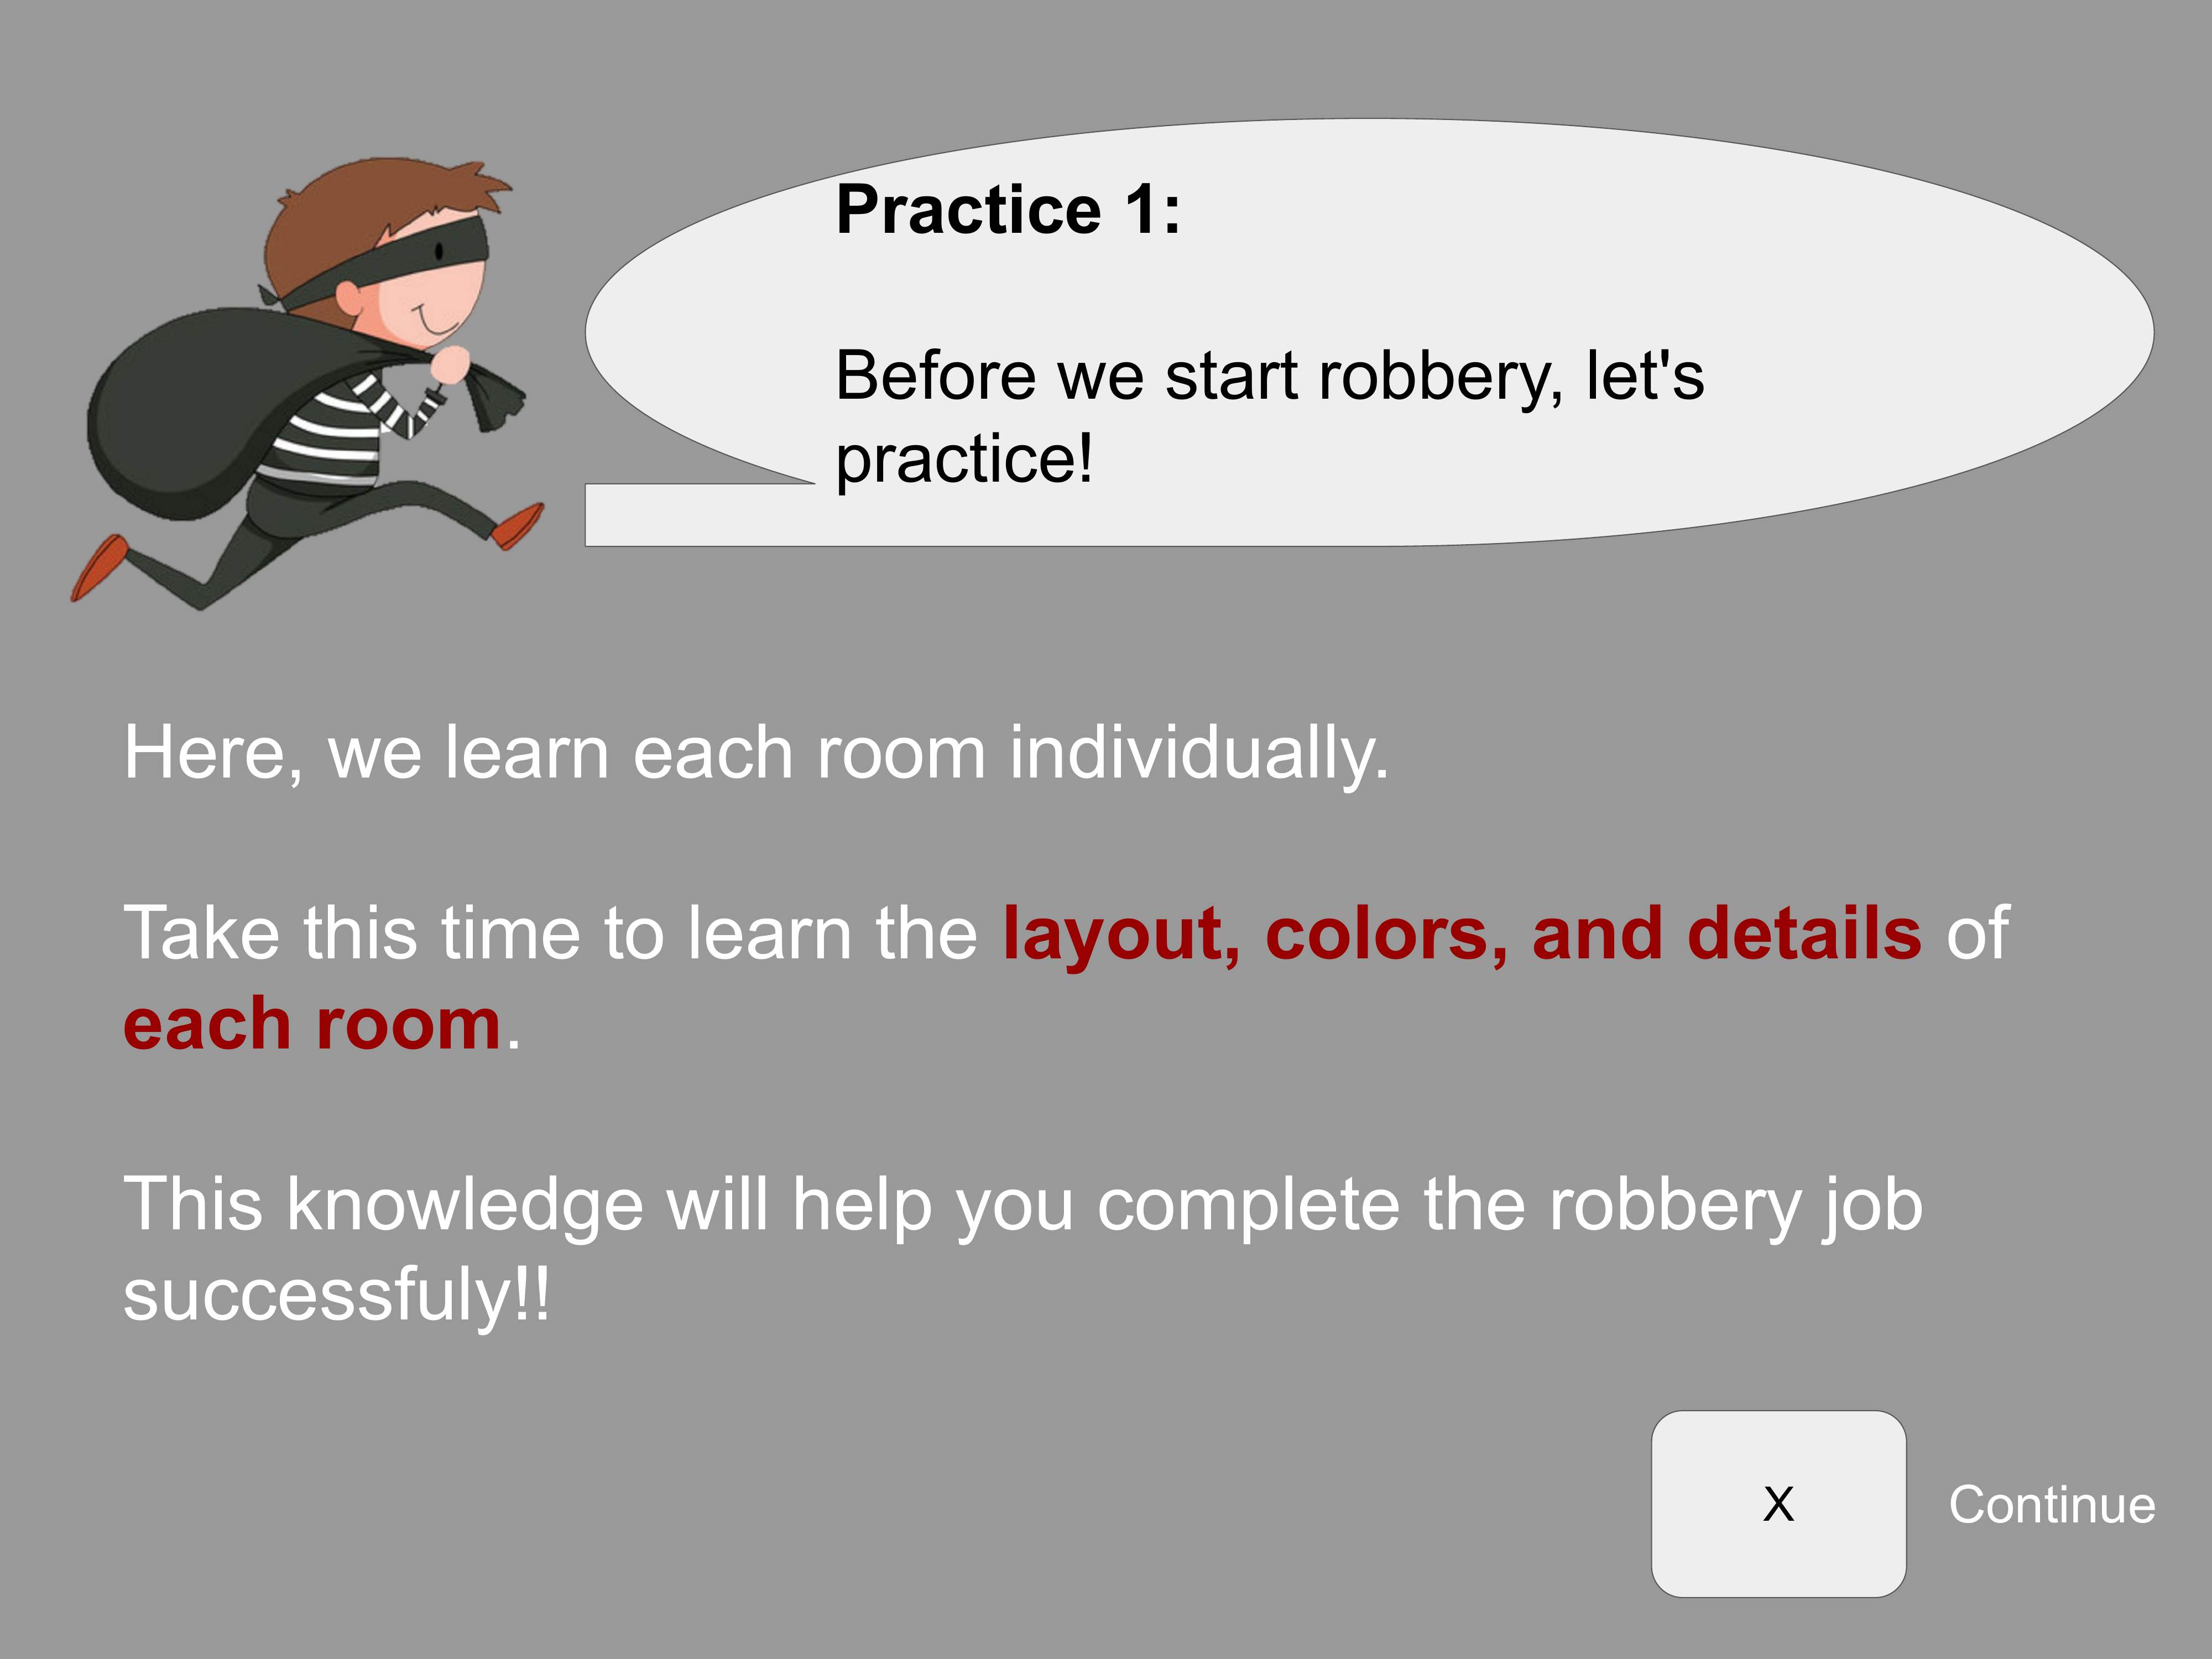 Practice 1:
Before we start robbery, let's
practice!
Here, we learn each room individually.
Take this time to learn the layout, colors, and details of
each room.
This knowledge will help you complete the robbery job
successfuly!!
X
Continue